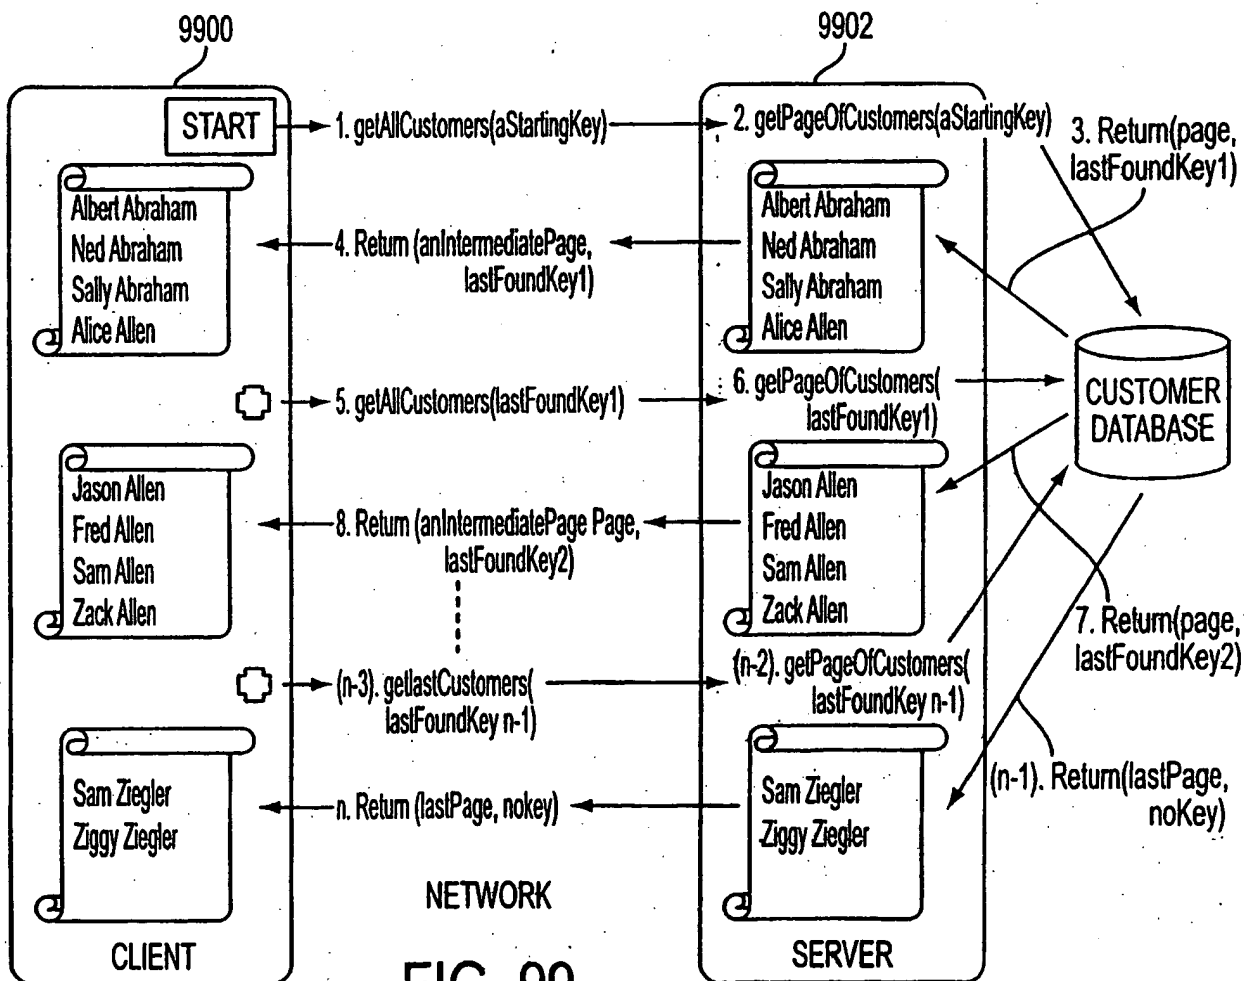 9900
9902
START
1. getAllCustomers(aStartingKey)
2. getPageOfCustomers(aStartingKey)
3. Return(page,
lastFoundKey1)
Albert Abraham
Ned Abraham
Sally Abraham
Alice Allen
4. Return (anIntermediatePage,
lastFoundKey1)
Albert Abraham
Ned Abraham
Sally Abraham
Alice Allen
CUSTOMER
DATABASE
5. getAllCustomers(lastFoundKey1)
6. getPageOfCustomers(
lastFoundKey1)
Jason Allen
Fred Allen
Sam Allen
Zack Allen
8. Return (anIntermediatePage Page,
lastFoundKey2)
Jason Allen
Fred Allen
Sam Allen
Zack Allen
7. Return(page,
lastFoundKey2)
(n-3). getlastCustomers(
lastFoundKey n-1)
(n-2). getPageOfCustomers(
lastFoundKey n-1)
(n-1). Return(lastPage,
noKey)
Sam Ziegler
Ziggy Ziegler
n. Return (lastPage, nokey)
Sam Ziegler
Ziggy Ziegler
NETWORK
CLIENT
SERVER
FIG. 99